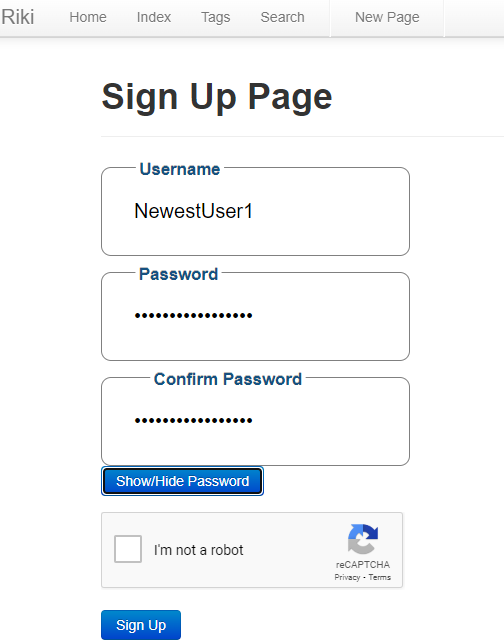 Riki Home Index Tags Search New Page
Sign Up Page
Username
NewestUser1
Password
•••••••••••••••••
Confirm Password
•••••••••••••••••
Show/Hide Password
I'm not a robot
reCAPTCHA
Privacy - Terms
Sign Up